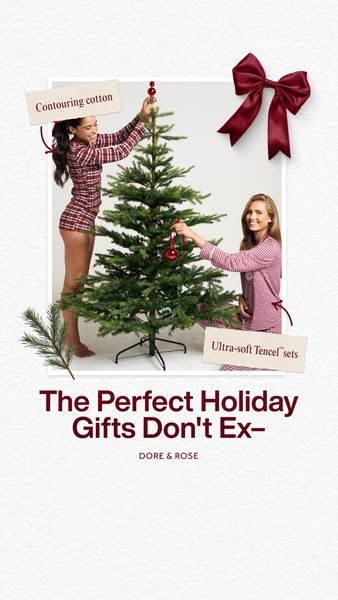 Contouring cotton
Ultra-soft Tencel™ sets
The Perfect Holiday
Gifts Don't Ex–
DORE & ROSE